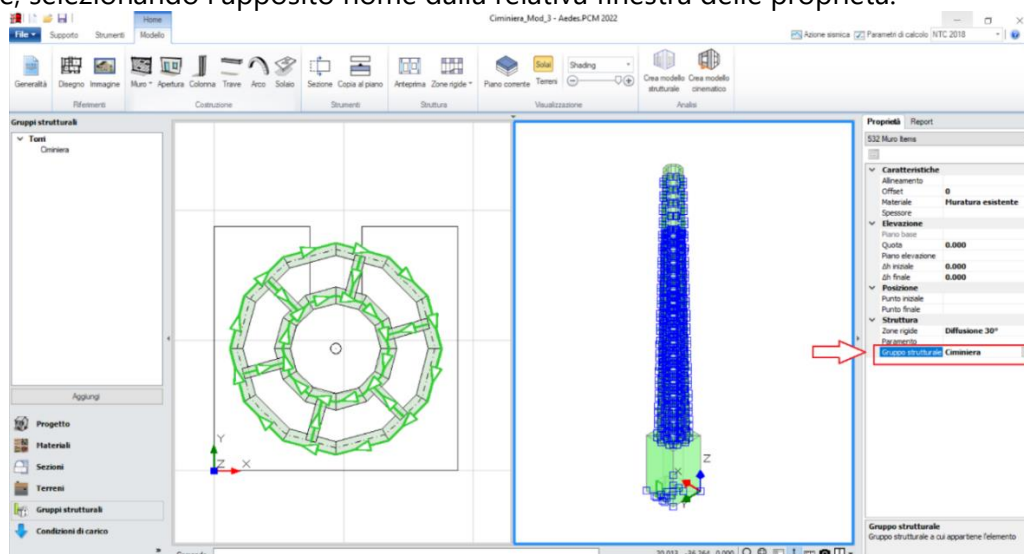 e, selezionando l'apposito nome dalla relativa finestra delle proprietà.
Home
Ciminiera_Mod_3 - Aedes.PCM 2022
File
Supporto
Strumenti
Modello
Azione sismica
Parametri di calcolo
NTC 2018
Generalità
Disegno
Immagine
Muro
Apertura
Colonna
Trave
Arco
Solaio
Sezione
Copia al piano
Anteprima
Zone rigide
Piano corrente
Solai
Terreni
Shading
Crea modello strutturale
Crea modello cinematico
Riferimenti
Costruzione
Strumenti
Struttura
Visualizzazione
Analisi
Gruppi strutturali
Torri
Ciminiera
Aggiungi
Progetto
Materiali
Sezioni
Terreni
Gruppi strutturali
Condizioni di carico
Y
Z
X
Z
X
Y
Proprietà
Report
532 Muro Items
Caratteristiche
Allineamento
Offset 0
Materiale Muratura esistente
Spessore
Elevazione
Piano base
Quota 0.000
Piano elevazione
Δh iniziale 0.000
Δh finale 0.000
Posizione
Punto iniziale
Punto finale
Struttura
Zone rigide Diffusione 30°
Paramento
Gruppo strutturale Ciminiera
Gruppo strutturale
Gruppo strutturale a cui appartiene l'elemento
Comando